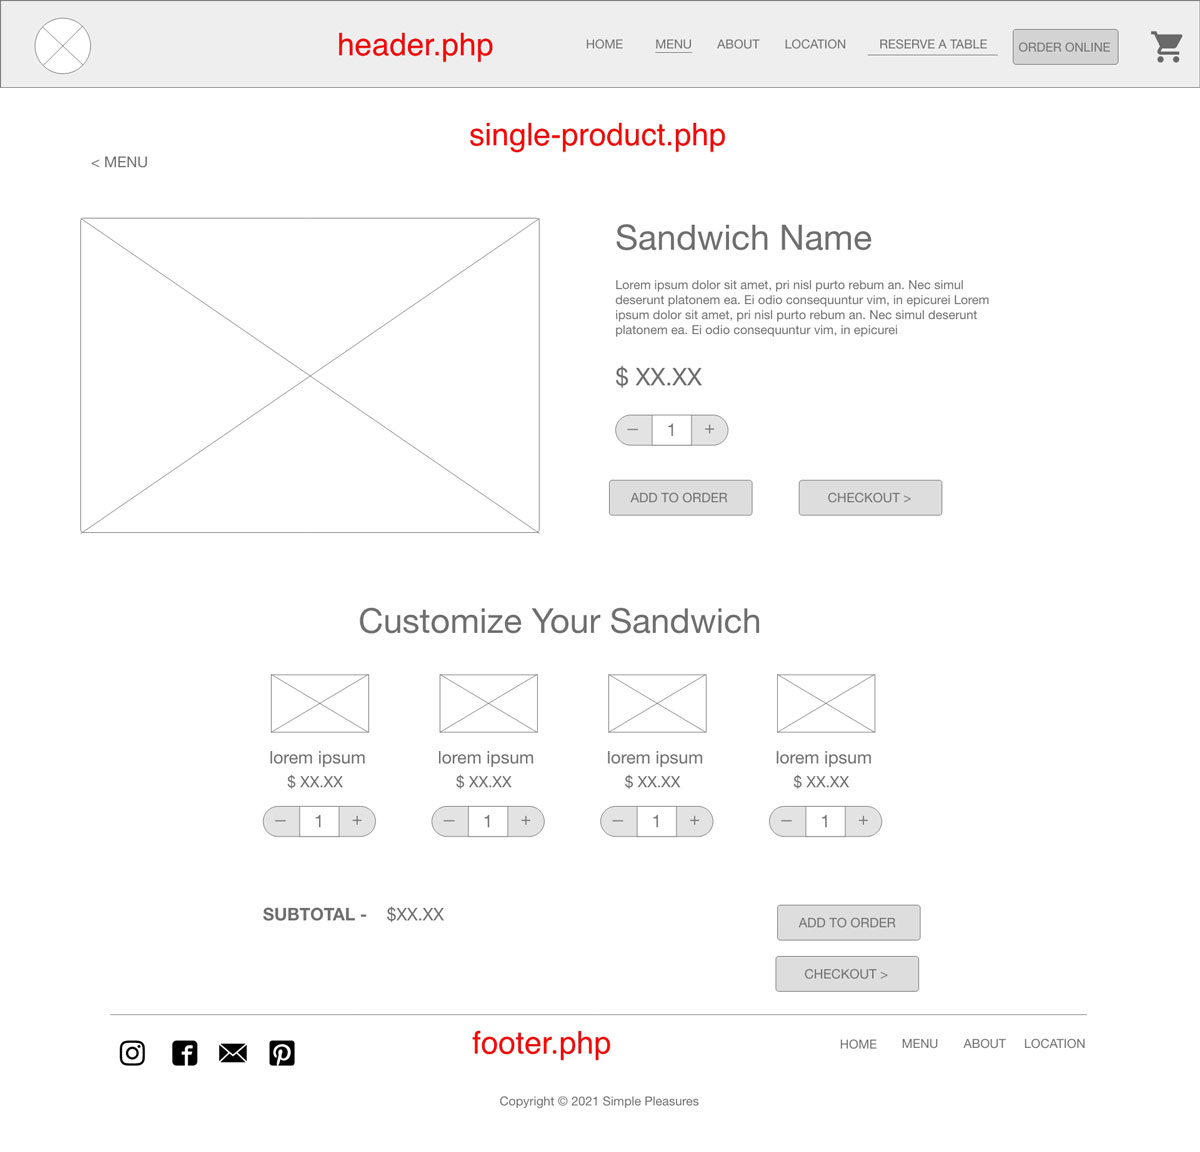 header.php
HOME MENU ABOUT LOCATION RESERVE A TABLE ORDER ONLINE
single-product.php
< MENU
Sandwich Name
Lorem ipsum dolor sit amet, pri nisl purto rebum an. Nec simul
deserunt platonem ea. Ei odio consequuntur vim, in epicurei Lorem
ipsum dolor sit amet, pri nisl purto rebum an. Nec simul deserunt
platonem ea. Ei odio consequuntur vim, in epicurei
$ XX.XX
− 1 +
ADD TO ORDER CHECKOUT >
Customize Your Sandwich
lorem ipsum lorem ipsum lorem ipsum lorem ipsum
$ XX.XX $ XX.XX $ XX.XX $ XX.XX
− 1 + − 1 + − 1 + − 1 +
SUBTOTAL - $XX.XX
ADD TO ORDER
CHECKOUT >
footer.php
HOME MENU ABOUT LOCATION
Copyright © 2021 Simple Pleasures